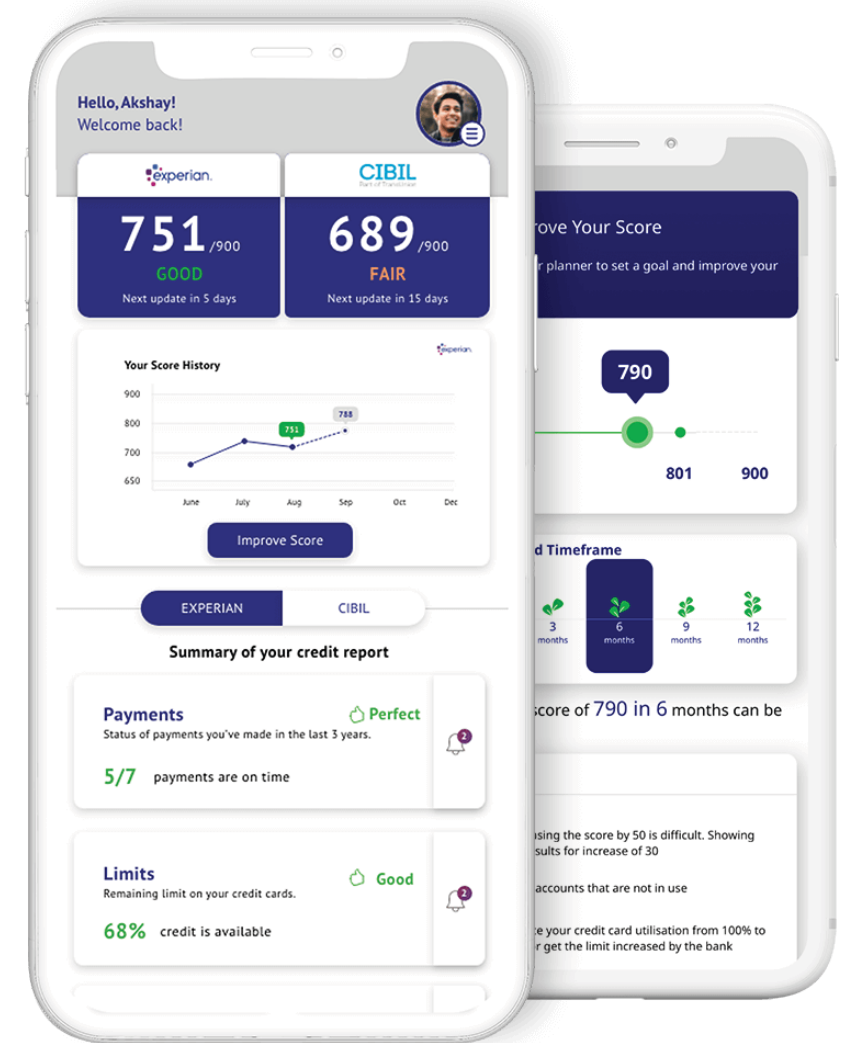 Hello, Akshay!
Welcome back!
experian.
CIBIL
Part of TransUnion
751/900
689/900
GOOD
FAIR
Next update in 5 days
Next update in 15 days
experian.
Your Score History
900
800
700
650
751
788
June July Aug Sep Oct Dec
Improve Score
EXPERIAN CIBIL
Summary of your credit report
Payments
Perfect
Status of payments you've made in the last 3 years.
2
5/7 payments are on time
Limits
Good
Remaining limit on your credit cards.
2
68% credit is available
rove Your Score
r planner to set a goal and improve your
790
801 900
d Timeframe
3 6 9 12
months months months months
score of 790 in 6 months can be
sing the score by 50 is difficult. Showing
sults for increase of 30
accounts that are not in use
e your credit card utilisation from 100% to
r get the limit increased by the bank